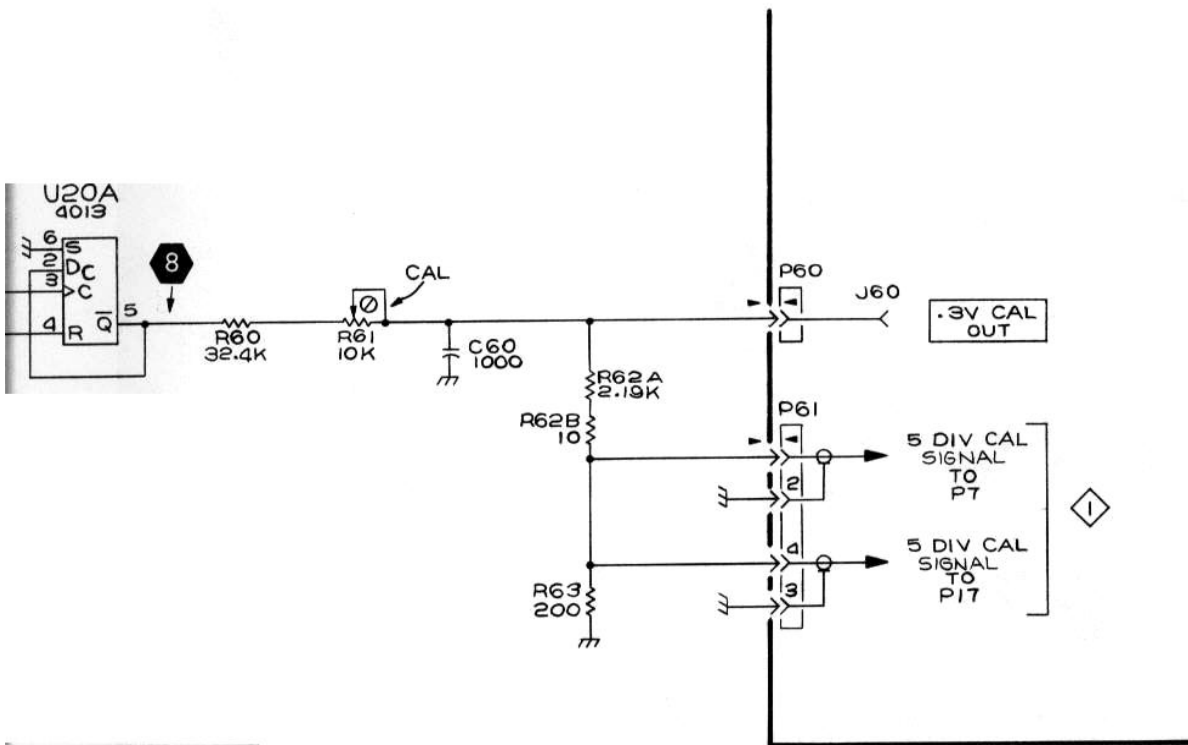 U20A
4013
6
S
2
DC
3
C
4
R
Q̅
5
8
R60
32.4K
CAL
R61
10K
C60
1000
R62A
2.19K
R62B
10
R63
200
P60
J60
.3V CAL
OUT
P61
5 DIV CAL
SIGNAL
TO
P7
2
4
5 DIV CAL
SIGNAL
TO
P17
3
1